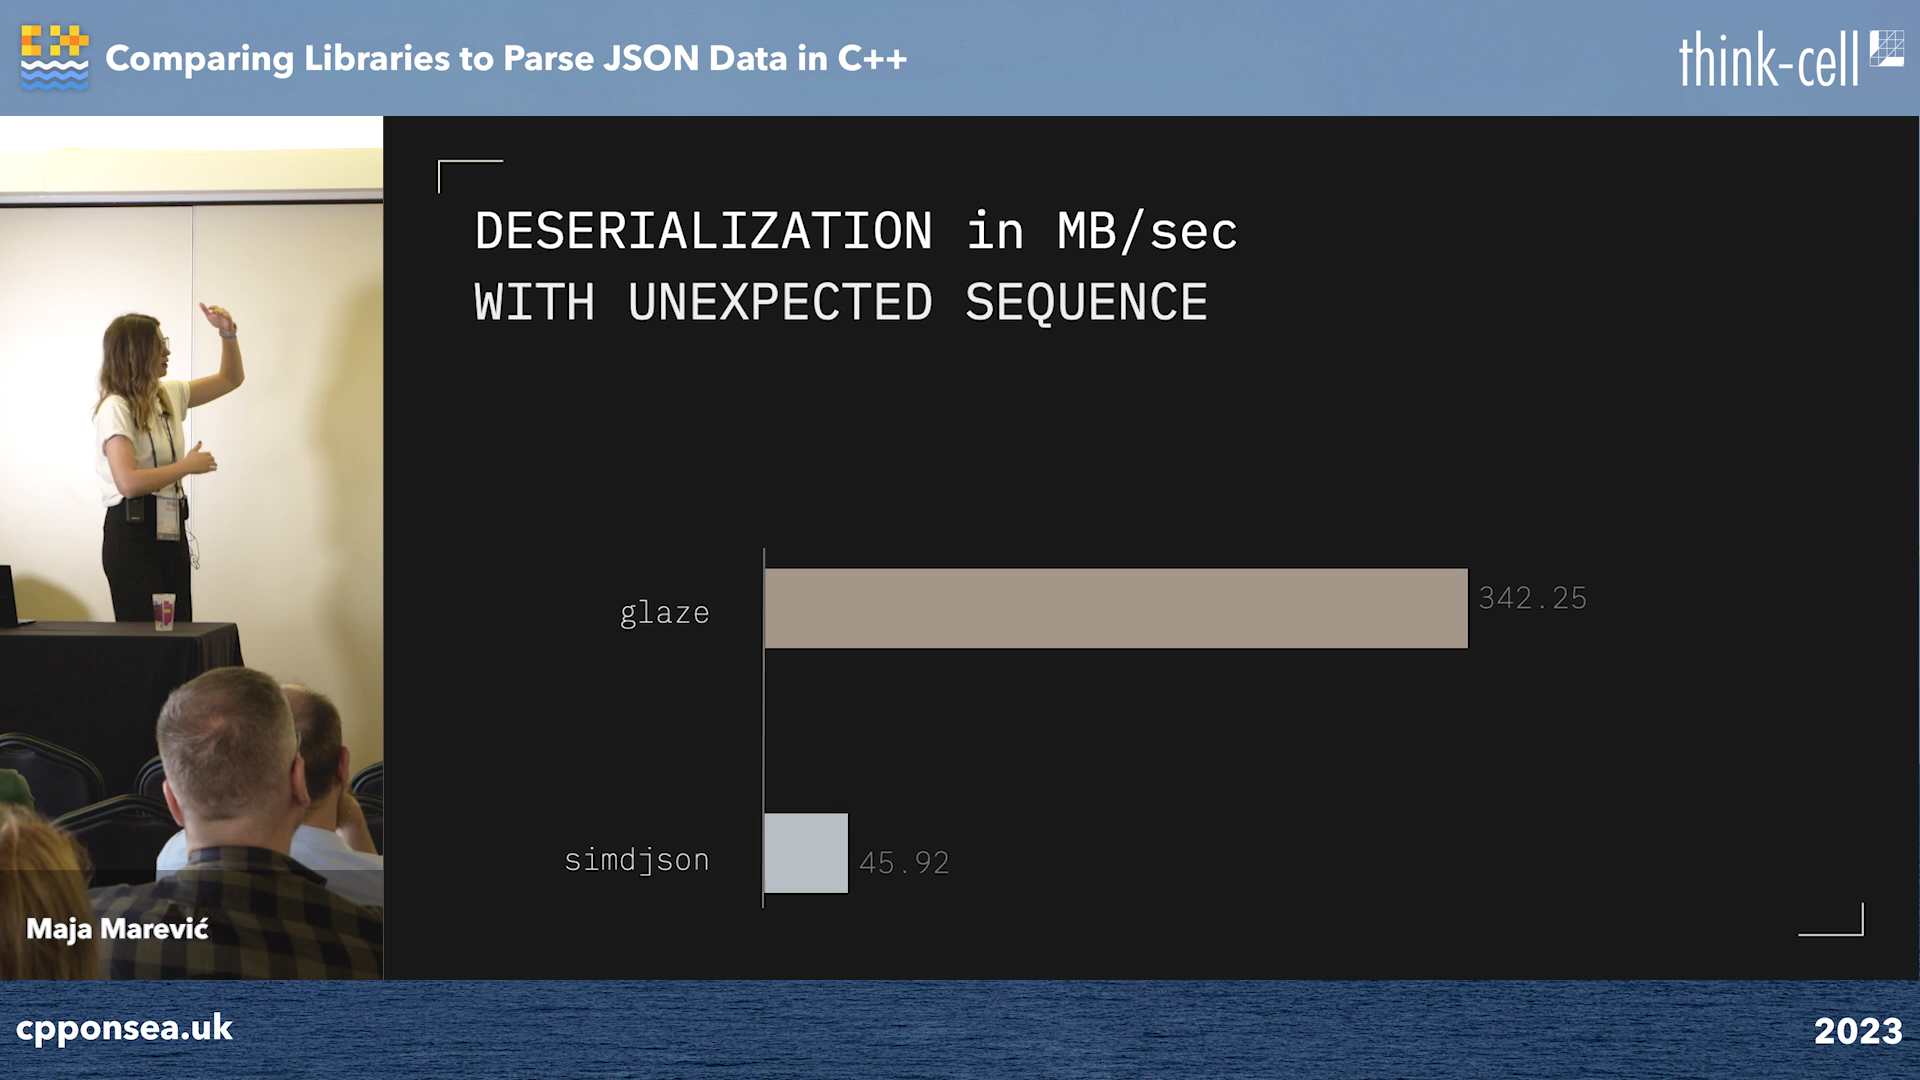 Comparing Libraries to Parse JSON Data in C++
think-cell
DESERIALIZATION in MB/sec
WITH UNEXPECTED SEQUENCE
glaze
342.25
simdjson
45.92
Maja Marević
cpponsea.uk
2023